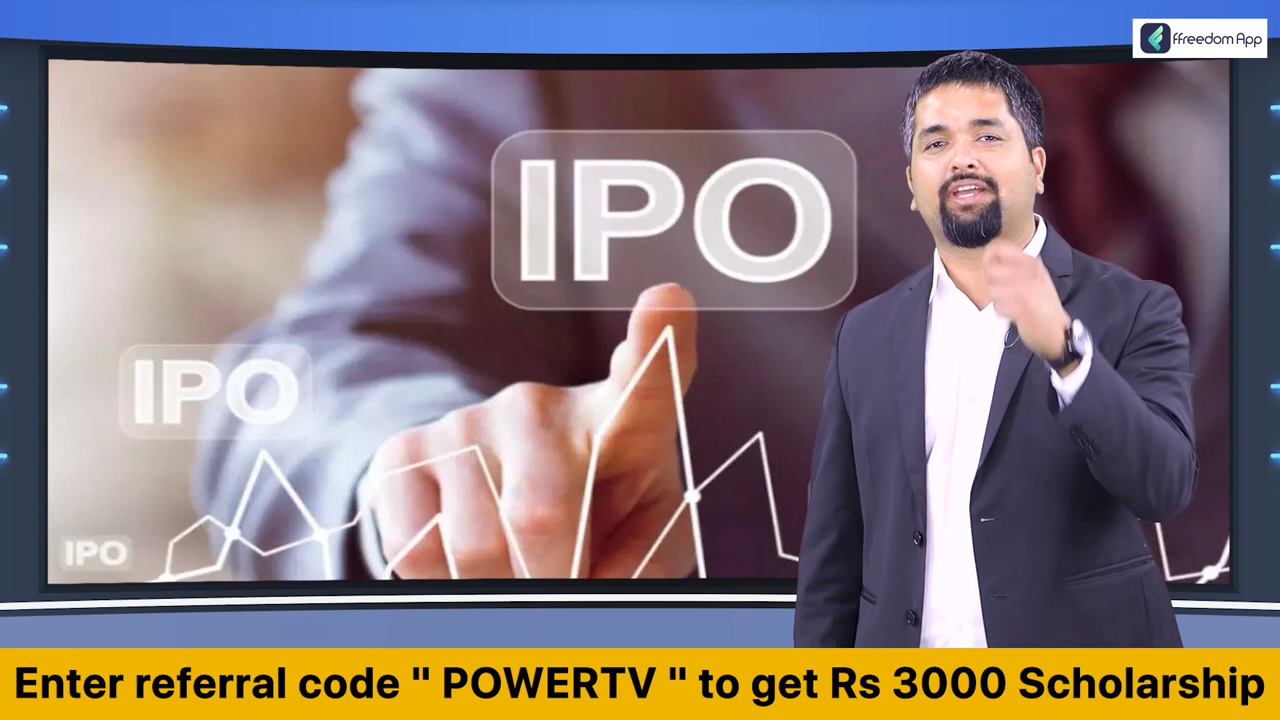 ffreedom App
IPO
IPO
IPO
Enter referral code " POWERTV " to get Rs 3000 Scholarship